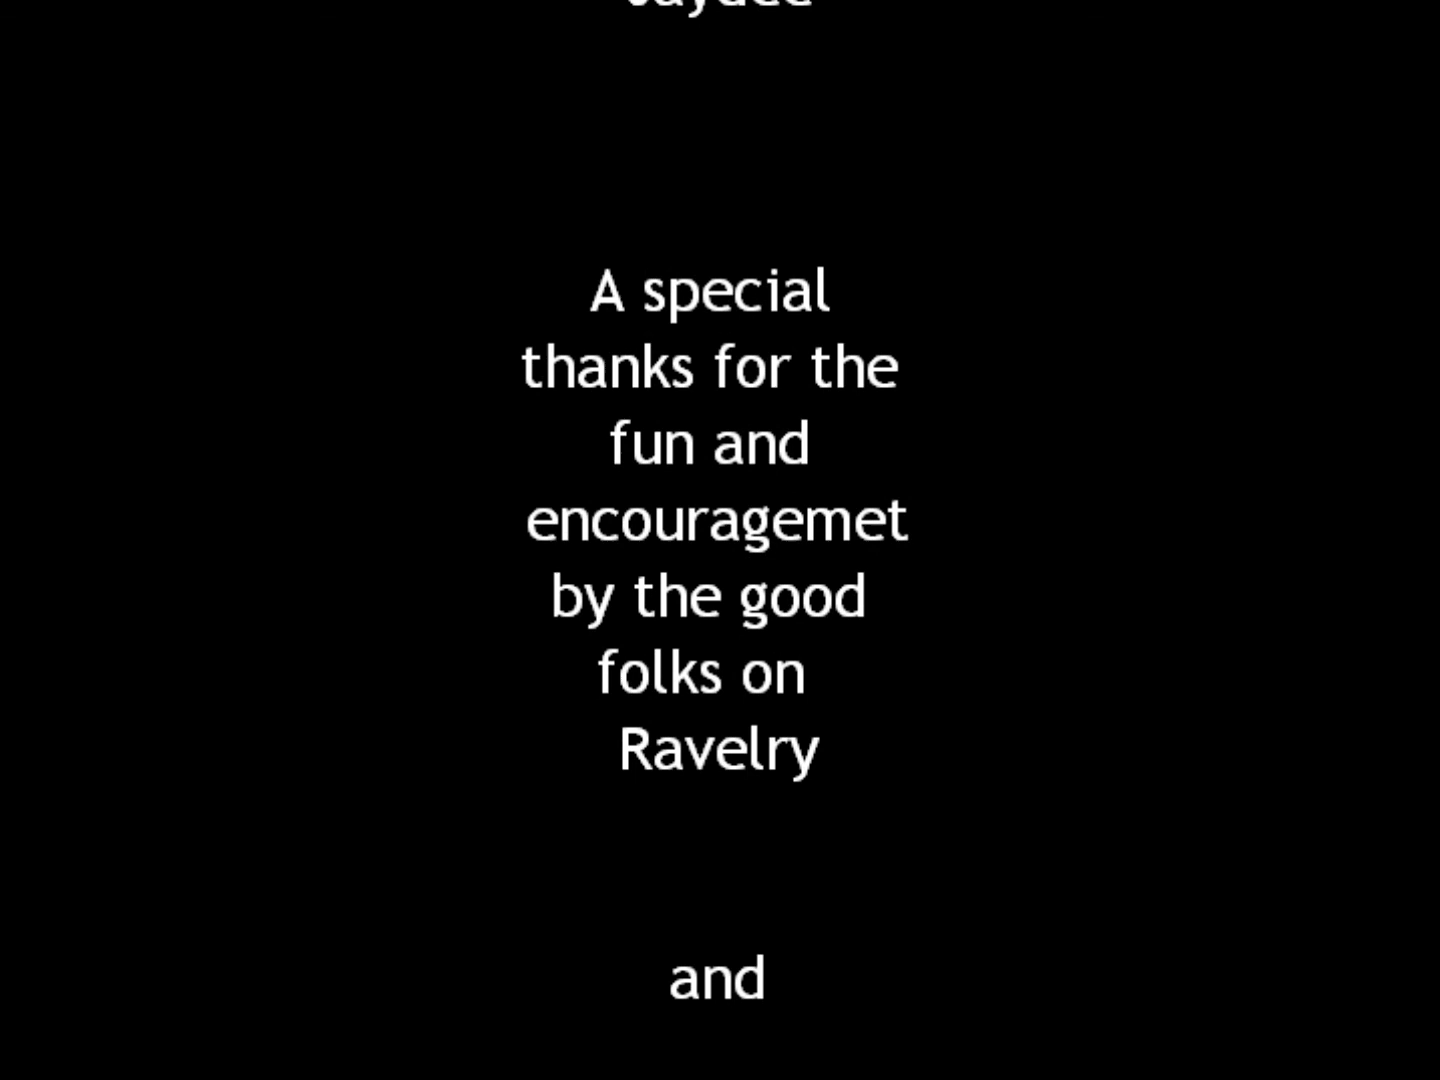 A special
thanks for the
fun and
encouragemet
by the good
folks on
Ravelry
and